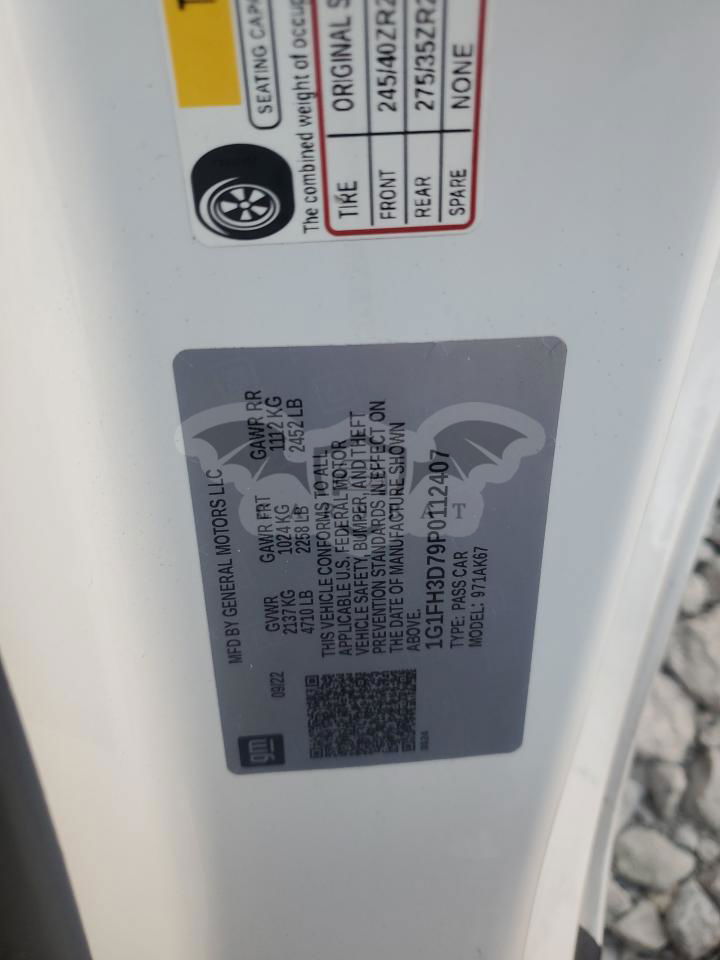 SEATING CAPA
The combined weight of occup
TIRE ORIGINAL S
FRONT 245/40ZR2
REAR 275/35ZR2
SPARE NONE
MFD BY GENERAL MOTORS LLC
09/22 GVWR GAWR FRT GAWR RR
2137 KG 1024 KG 1112 KG
4710 LB 2258 LB 2452 LB
THIS VEHICLE CONFORMS TO ALL
APPLICABLE U.S. FEDERAL MOTOR
VEHICLE SAFETY, BUMPER, AND THEFT
PREVENTION STANDARDS IN EFFECT ON
THE DATE OF MANUFACTURE SHOWN
ABOVE.
1G1FH3D79P0112407
TYPE: PASS CAR
MODEL: 971AK67
gm